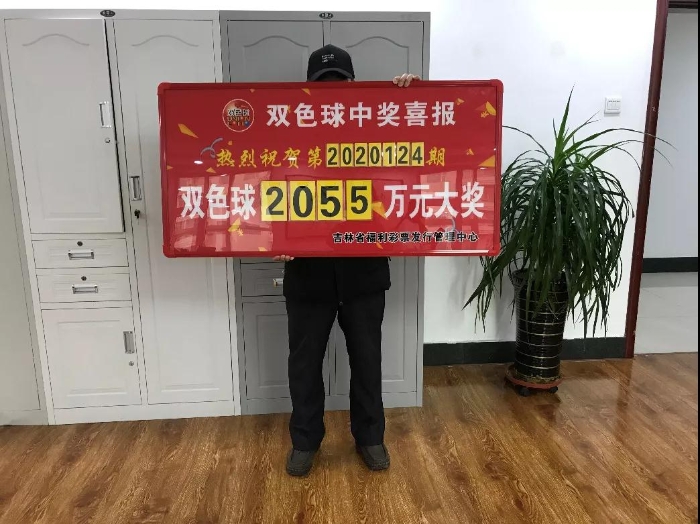 双色球中奖喜报
热烈祝贺第2020124期
双色球2055万元大奖
吉林省福利彩票发行管理中心